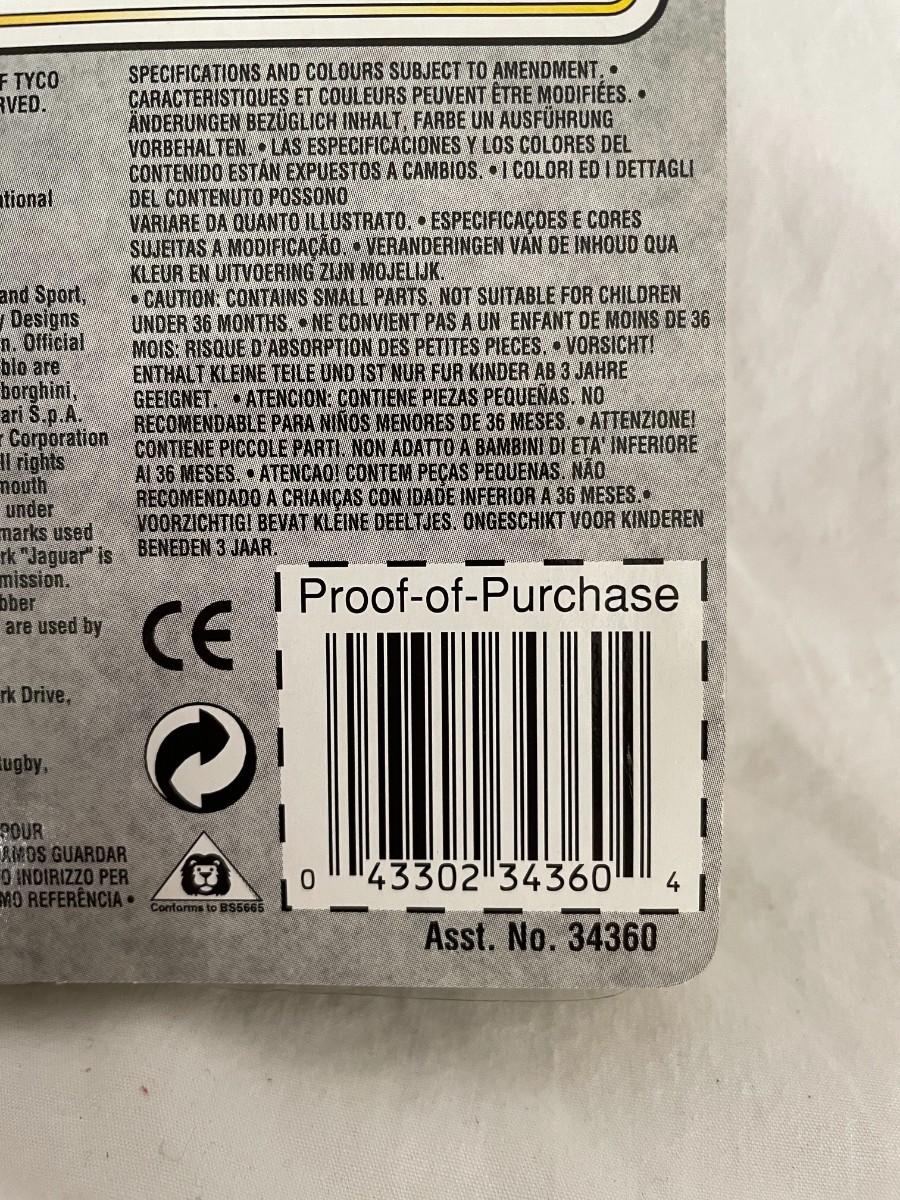 F TYCO
RVED.
ational
and Sport,
y Designs
n. Official
blo are
borghini,
ari S.p.A.
r Corporation
ll rights
mouth
under
marks used
rk "Jaguar" is
mission.
bber
are used by
rk Drive,
Rugby,
POUR
AMOS GUARDAR
O INDIRIZZO PER
MO REFERÊNCIA •
SPECIFICATIONS AND COLOURS SUBJECT TO AMENDMENT. •
CARACTERISTIQUES ET COULEURS PEUVENT ÊTRE MODIFIÉES. •
ÄNDERUNGEN BEZÜGLICH INHALT, FARBE UN AUSFÜHRUNG
VORBEHALTEN. • LAS ESPECIFICACIONES Y LOS COLORES DEL
CONTENIDO ESTÁN EXPUESTOS A CAMBIOS. • I COLORI ED I DETTAGLI
DEL CONTENUTO POSSONO
VARIARE DA QUANTO ILLUSTRATO. • ESPECIFICAÇOES E CORES
SUJEITAS A MODIFICAÇÃO. • VERANDERINGEN VAN DE INHOUD QUA
KLEUR EN UITVOERING ZIJN MOJELIJK.
• CAUTION: CONTAINS SMALL PARTS. NOT SUITABLE FOR CHILDREN
UNDER 36 MONTHS. • NE CONVIENT PAS A UN ENFANT DE MOINS DE 36
MOIS: RISQUE D'ABSORPTION DES PETITES PIECES. • VORSICHT!
ENTHALT KLEINE TEILE UND IST NUR FUR KINDER AB 3 JAHRE
GEEIGNET. • ATENCION: CONTIENE PIEZAS PEQUEÑAS. NO
RECOMENDABLE PARA NIÑOS MENORES DE 36 MESES. • ATTENZIONE!
CONTIENE PICCOLE PARTI. NON ADATTO A BAMBINI DI ETA' INFERIORE
AI 36 MESES. • ATENCAO! CONTEM PEÇAS PEQUENAS. NÃO
RECOMENDADO A CRIANÇAS CON IDADE INFERIOR A 36 MESES.•
VOORZICHTIG! BEVAT KLEINE DEELTJES. ONGESCHIKT VOOR KINDEREN
BENEDEN 3 JAAR.
CE
Proof-of-Purchase
0 43302 34360 4
Conforms to BS5665
Asst. No. 34360